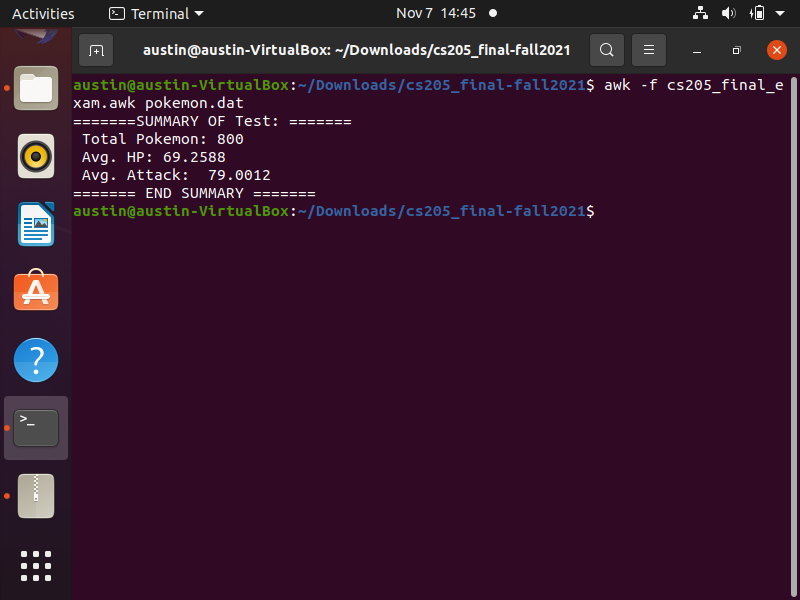 Activities Terminal Nov 7 14:45
austin@austin-VirtualBox: ~/Downloads/cs205_final-fall2021
austin@austin-VirtualBox:~/Downloads/cs205_final-fall2021$ awk -f cs205_final_e
xam.awk pokemon.dat
=======SUMMARY OF Test: =======
 Total Pokemon: 800
 Avg. HP: 69.2588
 Avg. Attack:  79.0012
======= END SUMMARY =======
austin@austin-VirtualBox:~/Downloads/cs205_final-fall2021$